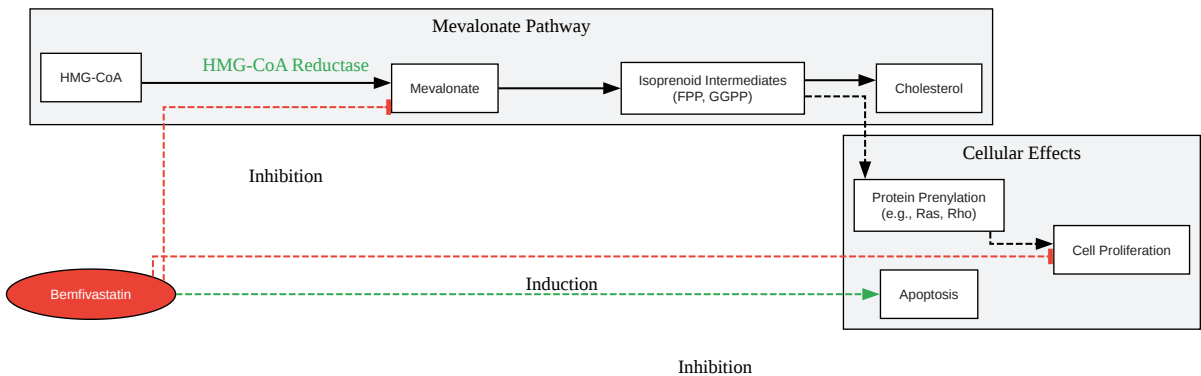 Mevalonate Pathway
HMG-CoA Reductase
HMG-CoA
Mevalonate
Isoprenoid Intermediates
(FPP, GGPP)
Cholesterol
Cellular Effects
Inhibition
Protein Prenylation
(e.g., Ras, Rho)
Cell Proliferation
Induction
Bemfivastatin
Apoptosis
Inhibition